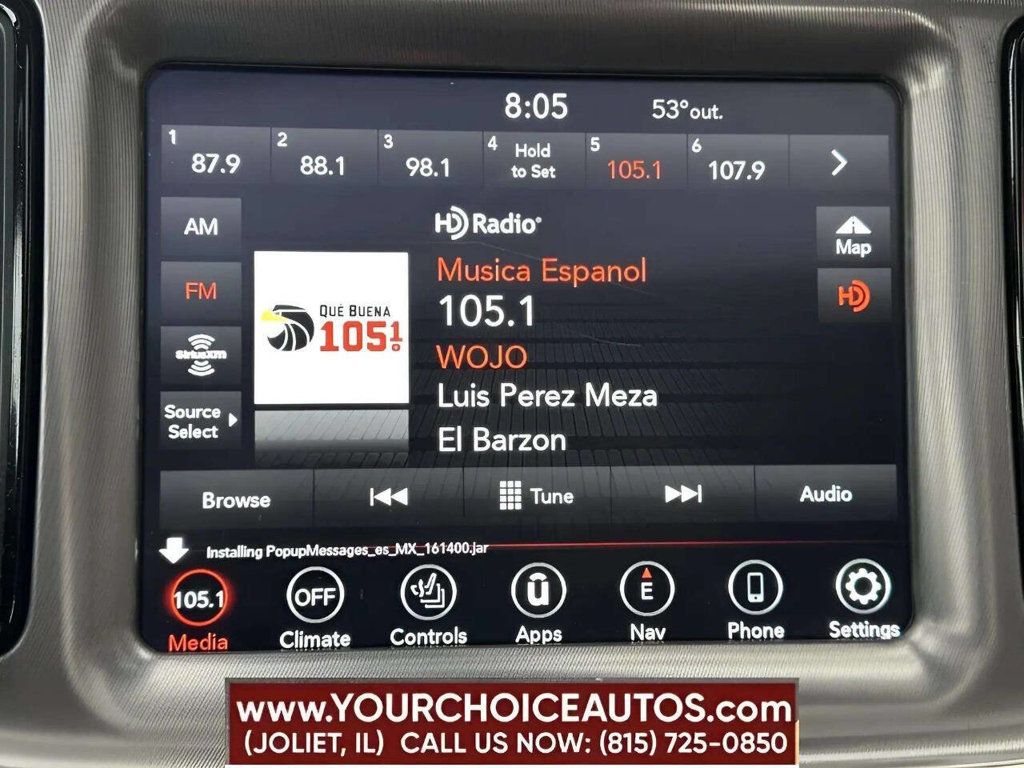 8:05 53° out.
1 87.9 2 88.1 3 98.1 4 Hold to Set 5 105.1 6 107.9
AM
HD Radio
Map
FM
HD
QUÉ BUENA
105.1
Musica Espanol
105.1
WOJO
Luis Perez Meza
El Barzon
SiriusXM
Source
Select
Browse Tune Audio
Installing PopupMessages_es_MX_161400.jar
105.1 OFF E
Media Climate Controls Apps Nav Phone Settings
www.YOURCHOICEAUTOS.com
(JOLIET, IL) CALL US NOW: (815) 725-0850